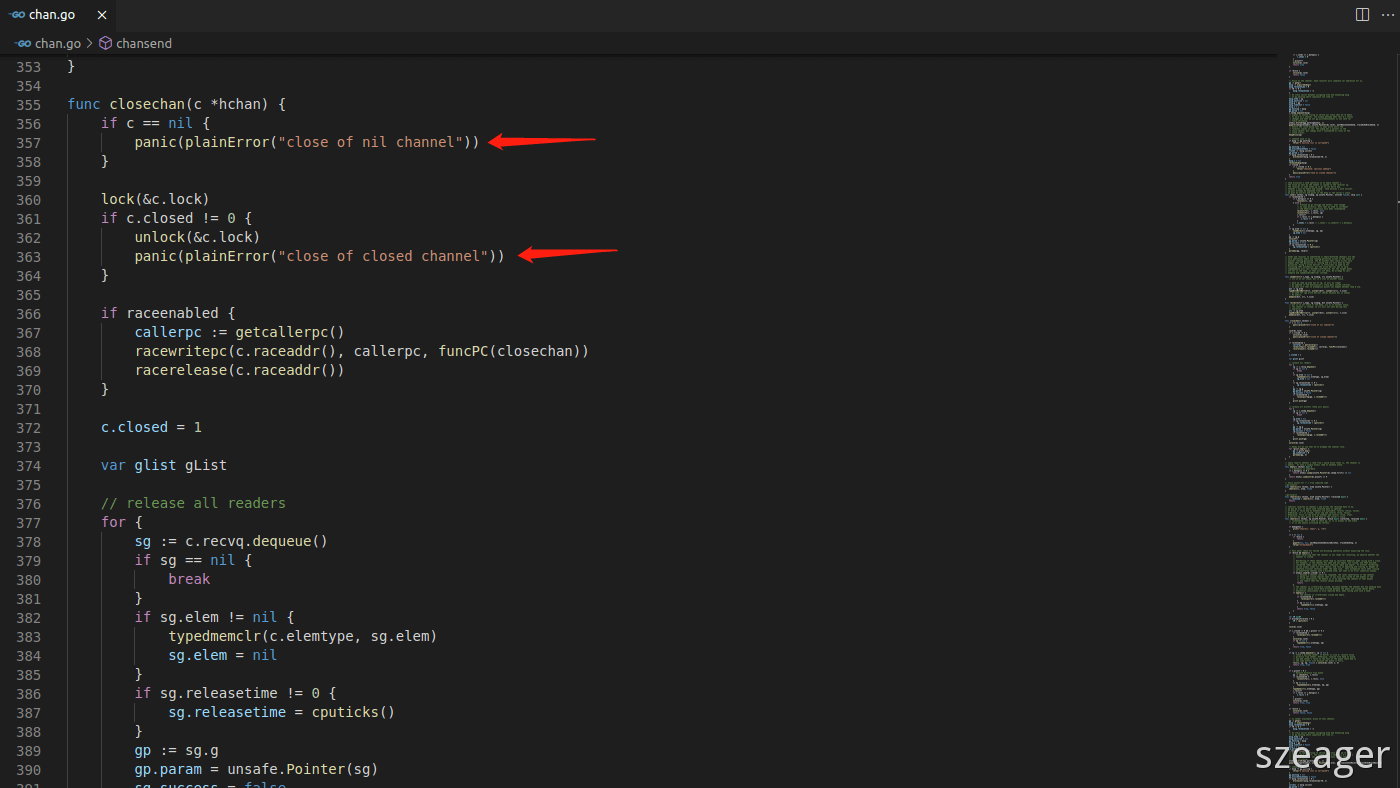 GO chan.go ×
GO chan.go > chansend
353 }
354
355 func closechan(c *hchan) {
356     if c == nil {
357         panic(plainError("close of nil channel"))
358     }
359
360     lock(&c.lock)
361     if c.closed != 0 {
362         unlock(&c.lock)
363         panic(plainError("close of closed channel"))
364     }
365
366     if raceenabled {
367         callerpc := getcallerpc()
368         racewritepc(c.raceaddr(), callerpc, funcPC(closechan))
369         racerelease(c.raceaddr())
370     }
371
372     c.closed = 1
373
374     var glist gList
375
376     // release all readers
377     for {
378         sg := c.recvq.dequeue()
379         if sg == nil {
380             break
381         }
382         if sg.elem != nil {
383             typedmemclr(c.elemtype, sg.elem)
384             sg.elem = nil
385         }
386         if sg.releasetime != 0 {
387             sg.releasetime = cputicks()
388         }
389         gp := sg.g
390         gp.param = unsafe.Pointer(sg)
391         sg.success = false
szeager